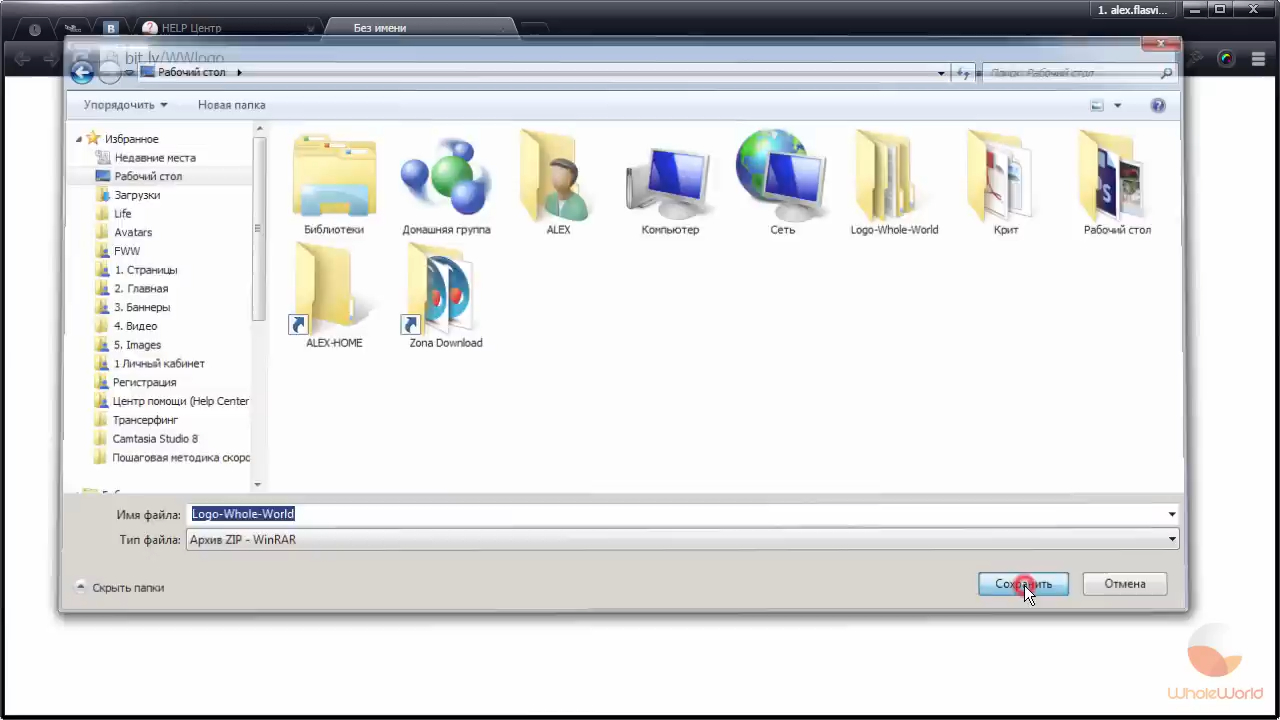 1. alex.flasvi...
B
HELP Центр
Без имени
bit.ly/WWlogo
Рабочий стол
Поиск: Рабочий стол
Упорядочить
Новая папка
Избранное
Недавние места
Рабочий стол
Загрузки
Life
Avatars
FWW
1. Страницы
2. Главная
3. Баннеры
4. Видео
5. Images
1 Личный кабинет
Регистрация
Центр помощи (Help Center
Трансерфинг
Camtasia Studio 8
Пошаговая методика скоро
Библиотеки
Домашняя группа
ALEX
Компьютер
Сеть
Logo-Whole-World
Крит
Рабочий стол
ALEX-HOME
Zona Download
Имя файла:
Logo-Whole-World
Тип файла:
Архив ZIP - WinRAR
Скрыть папки
Сохранить
Отмена
WholeWorld